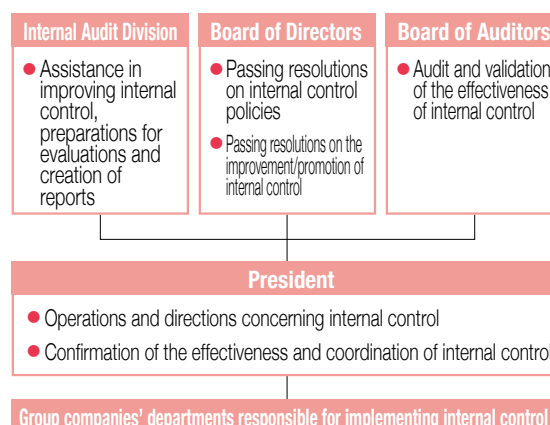 Internal Audit Division
● Assistance in
improving internal
control,
preparations for
evaluations and
creation of
reports
Board of Directors
● Passing resolutions
on internal control
policies
● Passing resolutions on the
improvement/promotion of
internal control
Board of Auditors
● Audit and validation
of the effectiveness
of internal control
President
● Operations and directions concerning internal control
● Confirmation of the effectiveness and coordination of internal control
Group companies' departments responsible for implementing internal control